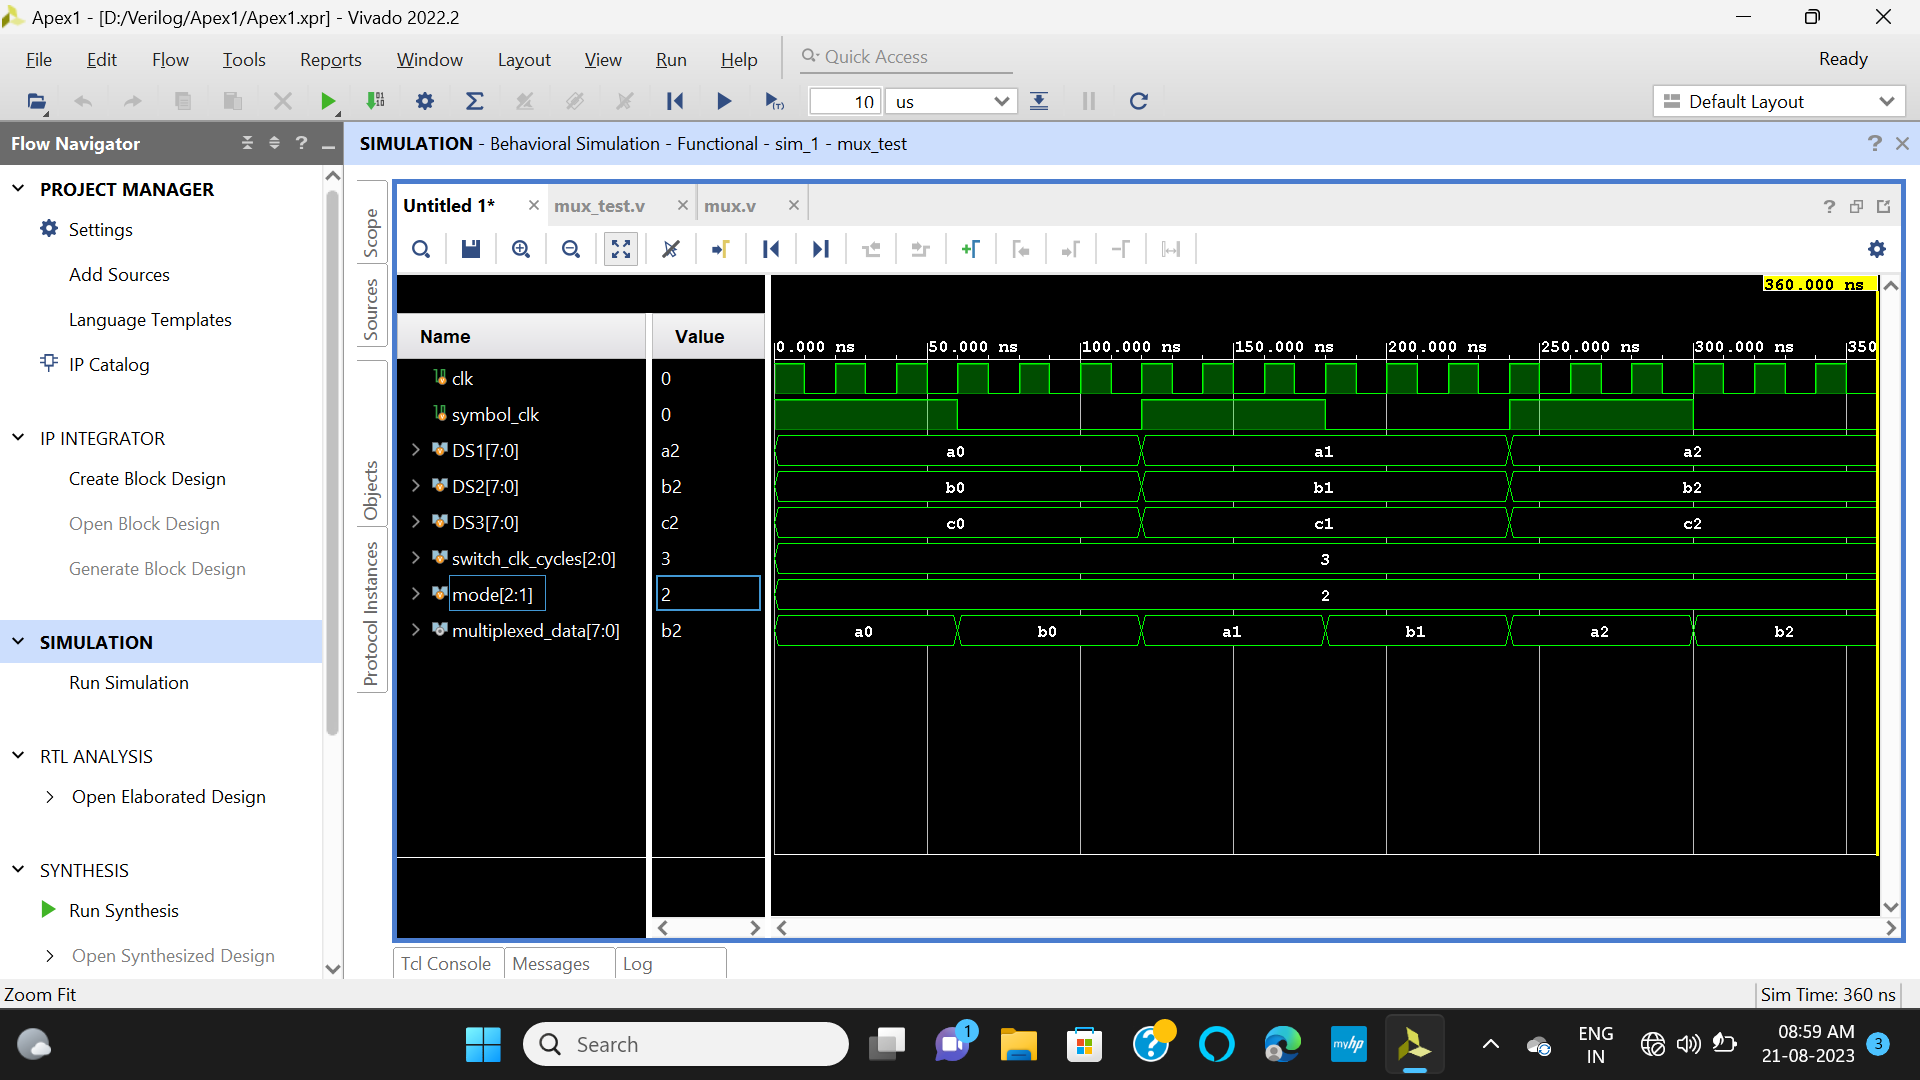 Apex1 - [D:/Verilog/Apex1/Apex1.xpr] - Vivado 2022.2
File Edit Flow Tools Reports Window Layout View Run Help Quick Access Ready
10 us Default Layout
Flow Navigator
SIMULATION - Behavioral Simulation - Functional - sim_1 - mux_test
PROJECT MANAGER
Settings
Add Sources
Language Templates
IP Catalog
IP INTEGRATOR
Create Block Design
Open Block Design
Generate Block Design
SIMULATION
Run Simulation
RTL ANALYSIS
Open Elaborated Design
SYNTHESIS
Run Synthesis
Open Synthesized Design
Scope
Sources
Objects
Protocol Instances
Untitled 1* mux_test.v mux.v
360.000 ns
Name Value
0.000 ns 50.000 ns 100.000 ns 150.000 ns 200.000 ns 250.000 ns 300.000 ns 350
clk 0
symbol_clk 0
DS1[7:0] a2 a0 a1 a2
DS2[7:0] b2 b0 b1 b2
DS3[7:0] c2 c0 c1 c2
switch_clk_cycles[2:0] 3 3
mode[2:1] 2 2
multiplexed_data[7:0] b2 a0 b0 a1 b1 a2 b2
Tcl Console Messages Log
Zoom Fit Sim Time: 360 ns
Search 1 myhp ENG IN 08:59 AM 21-08-2023 3